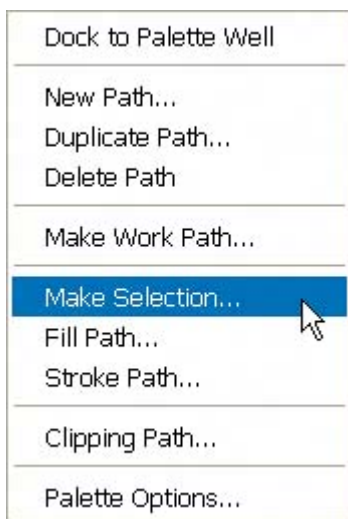 Dock to Palette Well
New Path...
Duplicate Path...
Delete Path
Make Work Path...
Make Selection...
Fill Path...
Stroke Path...
Clipping Path...
Palette Options...